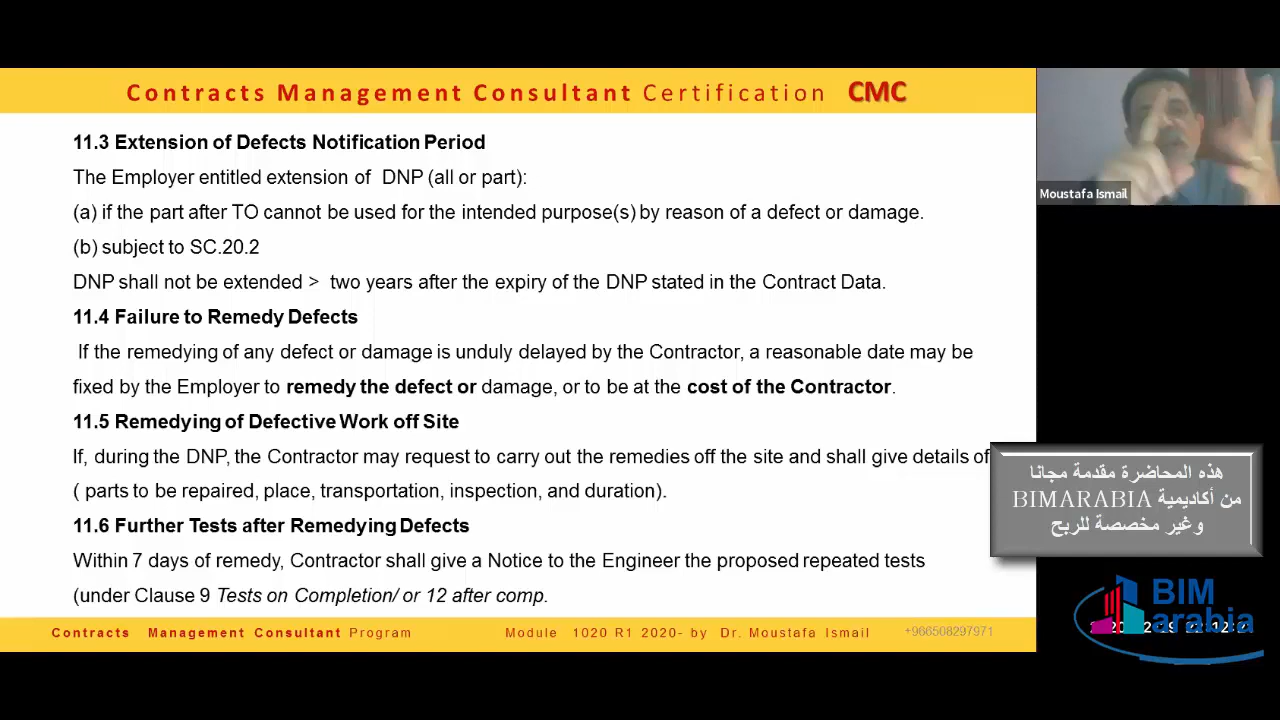 Contracts Management Consultant Certification CMC
11.3 Extension of Defects Notification Period
The Employer entitled extension of DNP (all or part):
(a) if the part after TO cannot be used for the intended purpose(s) by reason of a defect or damage.
(b) subject to SC.20.2
DNP shall not be extended > two years after the expiry of the DNP stated in the Contract Data.
11.4 Failure to Remedy Defects
If the remedying of any defect or damage is unduly delayed by the Contractor, a reasonable date may be
fixed by the Employer to remedy the defect or damage, or to be at the cost of the Contractor.
11.5 Remedying of Defective Work off Site
If, during the DNP, the Contractor may request to carry out the remedies off the site and shall give details of
( parts to be repaired, place, transportation, inspection, and duration).
11.6 Further Tests after Remedying Defects
Within 7 days of remedy, Contractor shall give a Notice to the Engineer the proposed repeated tests
(under Clause 9 Tests on Completion/ or 12 after comp.
Contracts Management Consultant Program Module 1020 R1 2020- by Dr. Moustafa Ismail +966508297971
Moustafa Ismail
هذه المحاضرة مقدمة مجانا
من أكاديمية BIMARABIA
وغير مخصصة للربح
BIM
arabia